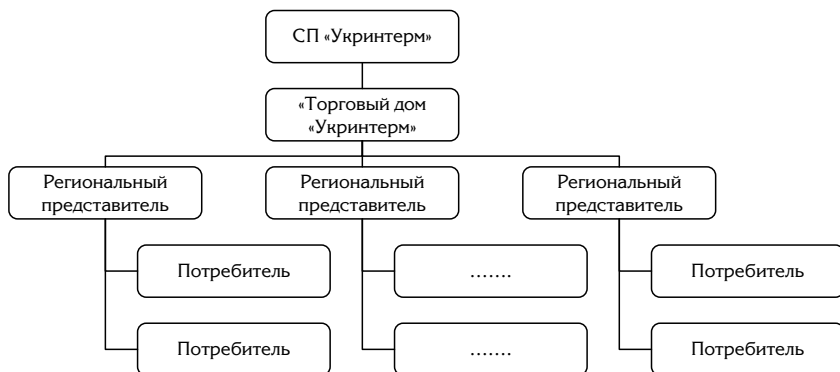 СП «Укринтерм»
«Торговый дом
«Укринтерм»
Региональный
представитель
Региональный
представитель
Региональный
представитель
Потребитель
…….
Потребитель
Потребитель
…….
Потребитель